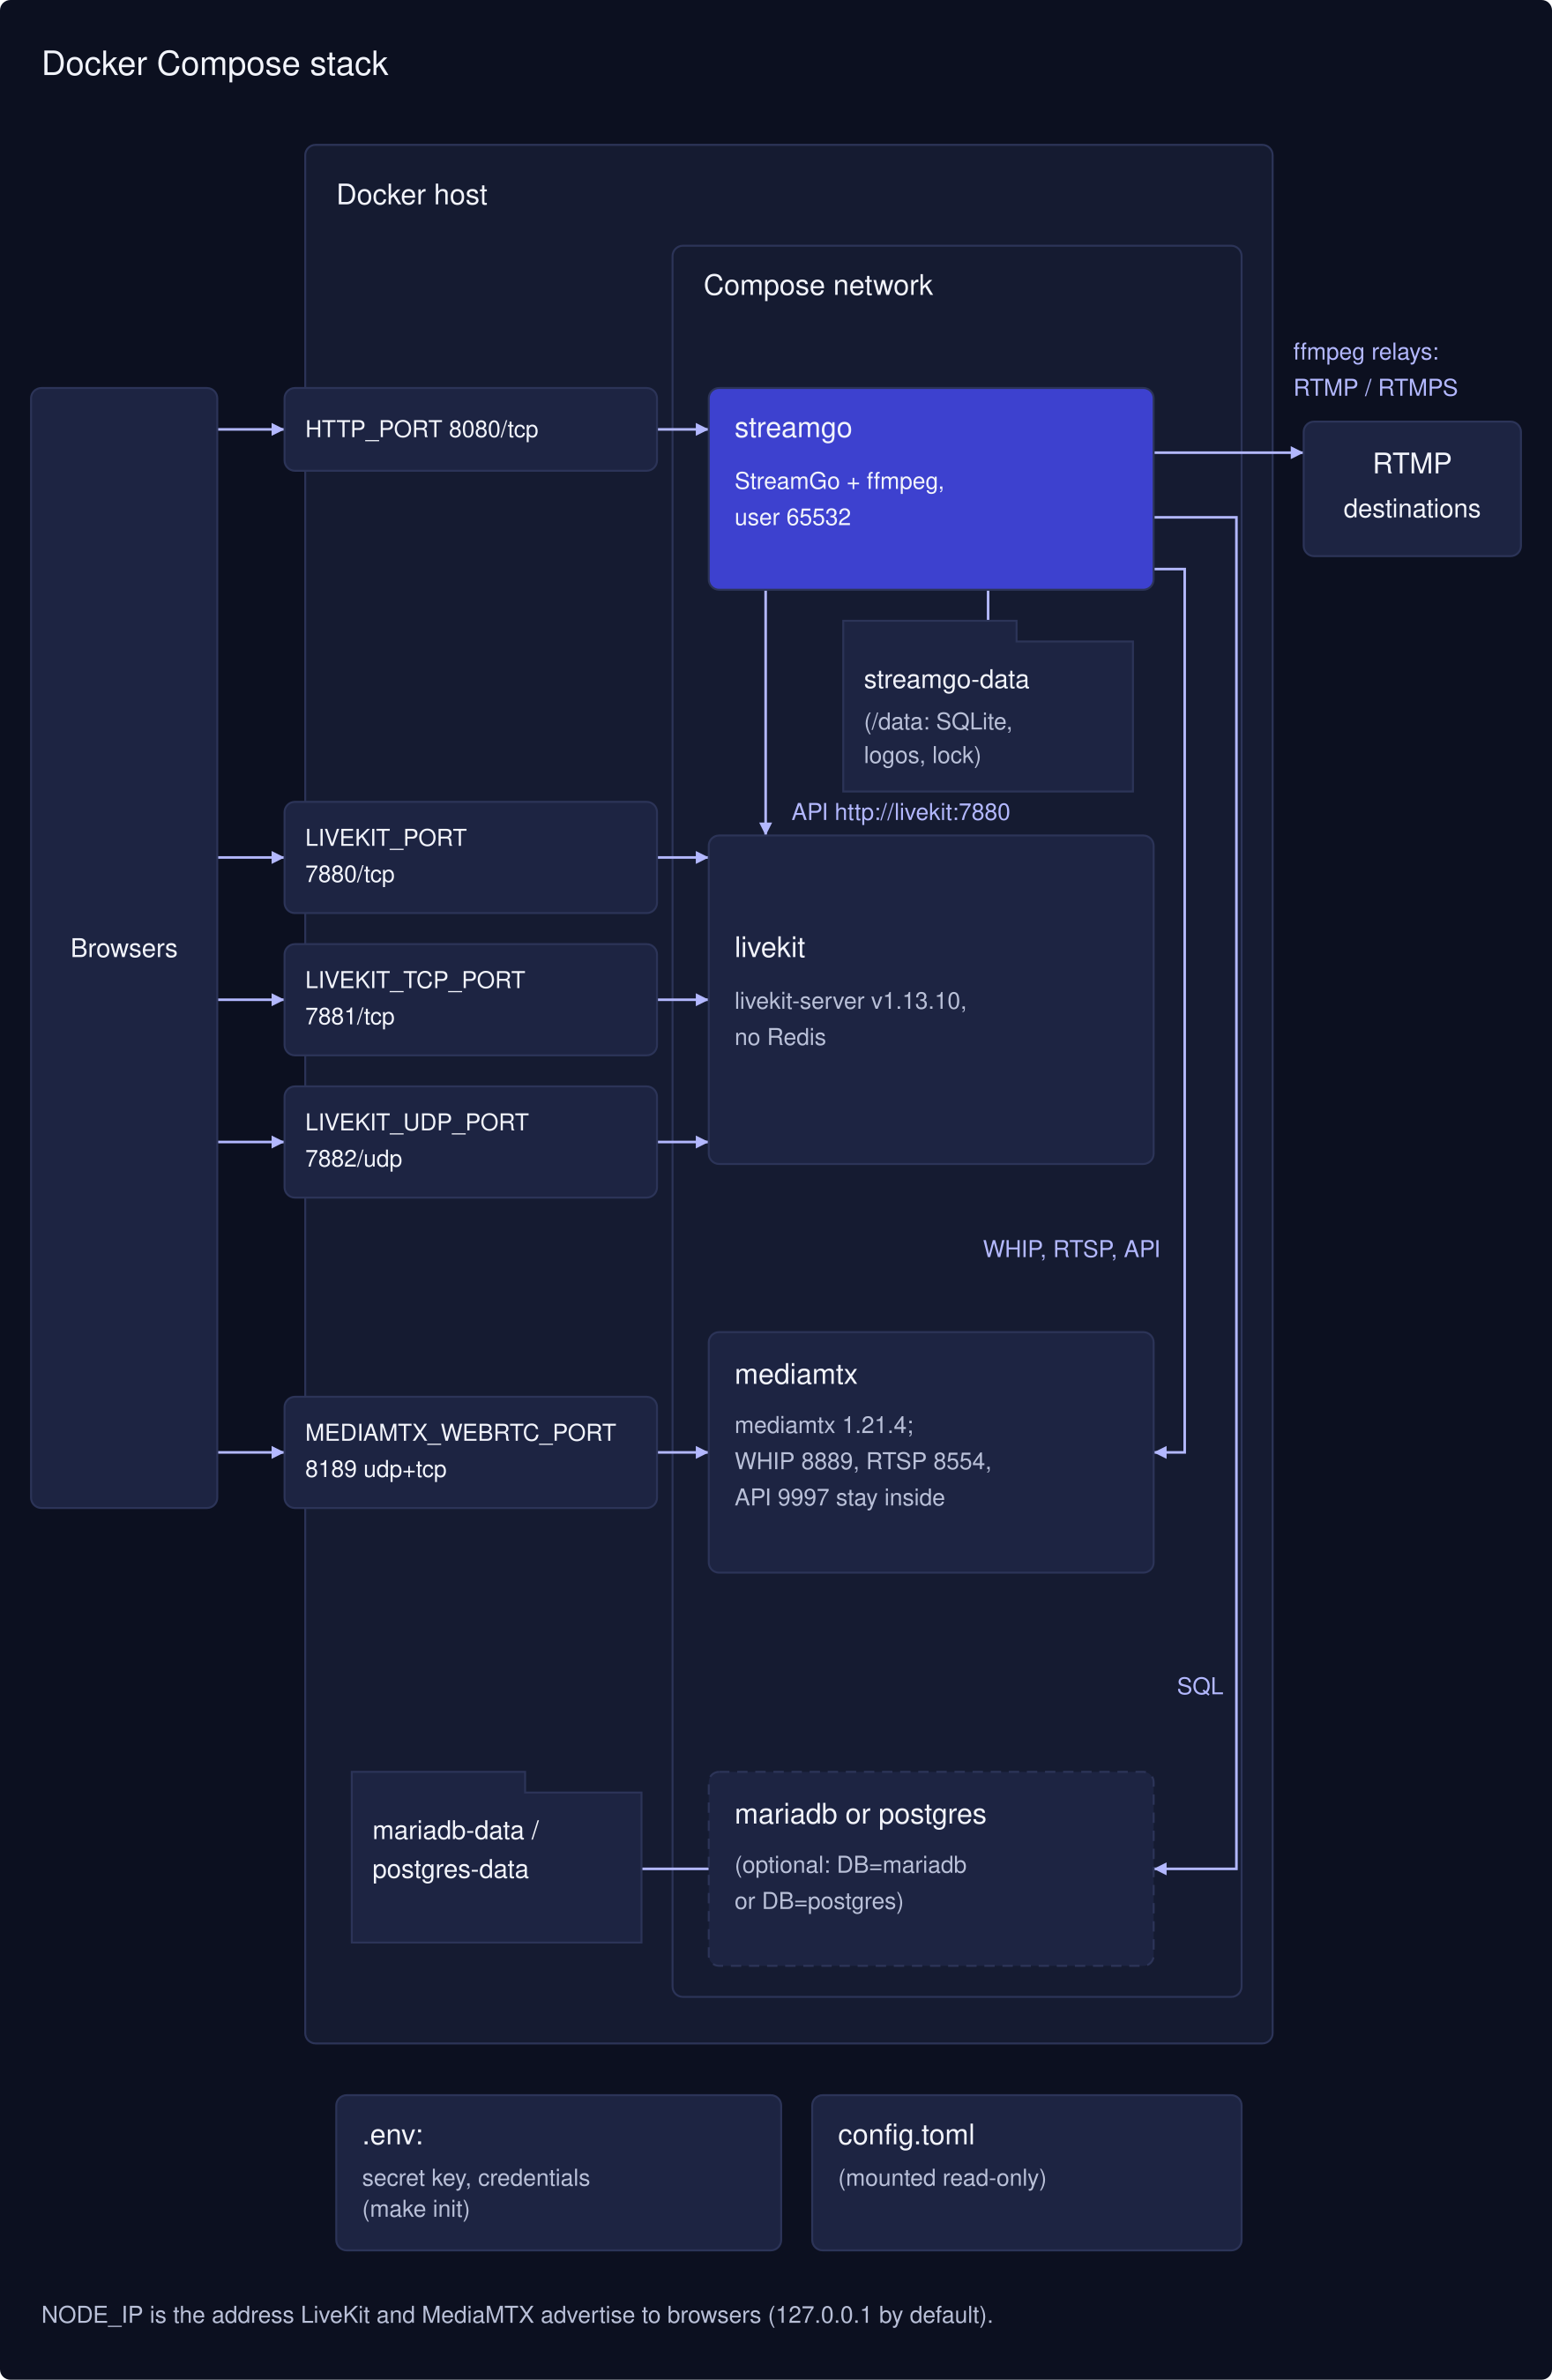 Docker Compose stack
Docker host
Compose network
ffmpeg relays:
RTMP / RTMPS
HTTP_PORT 8080/tcp
streamgo
StreamGo + ffmpeg,
user 65532
RTMP
destinations
streamgo-data
(/data: SQLite,
logos, lock)
API http://livekit:7880
LIVEKIT_PORT
7880/tcp
Browsers
livekit
livekit-server v1.13.10,
no Redis
LIVEKIT_TCP_PORT
7881/tcp
LIVEKIT_UDP_PORT
7882/udp
WHIP, RTSP, API
mediamtx
mediamtx 1.21.4;
WHIP 8889, RTSP 8554,
API 9997 stay inside
MEDIAMTX_WEBRTC_PORT
8189 udp+tcp
SQL
mariadb-data /
postgres-data
mariadb or postgres
(optional: DB=mariadb
or DB=postgres)
.env:
secret key, credentials
(make init)
config.toml
(mounted read-only)
NODE_IP is the address LiveKit and MediaMTX advertise to browsers (127.0.0.1 by default).